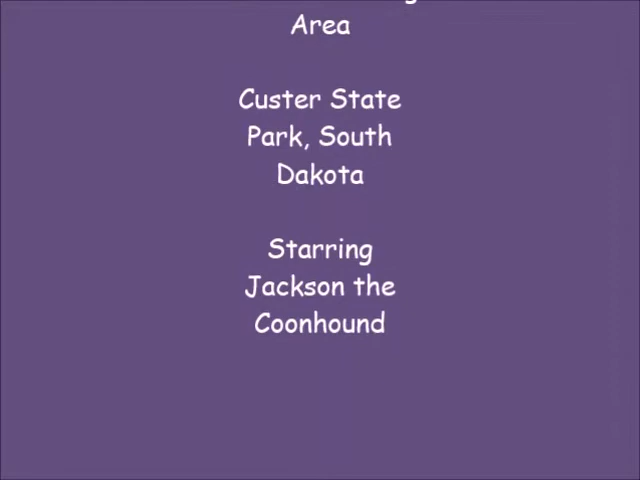 Area
Custer State
Park, South
Dakota
Starring
Jackson the
Coonhound